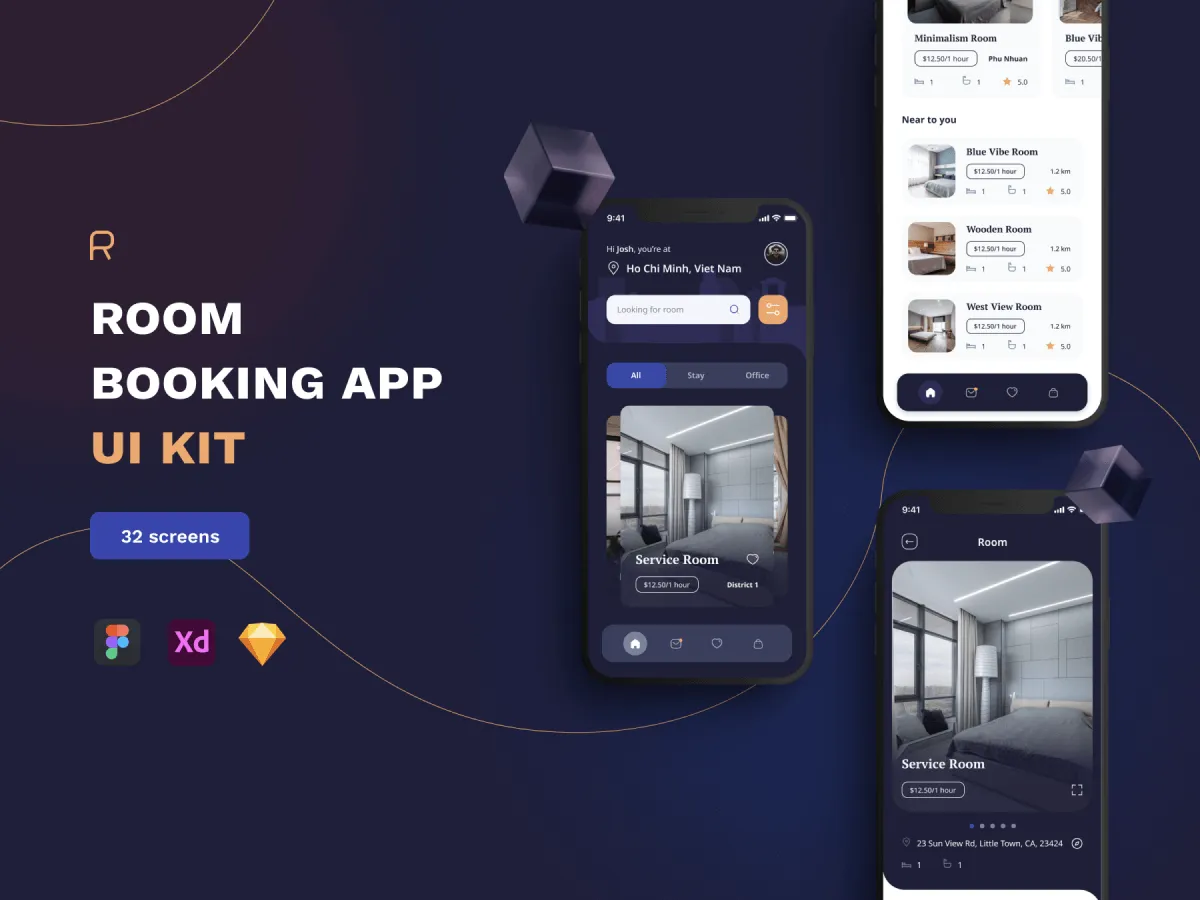 R
ROOM
BOOKING APP
UI KIT
32 screens
Xd
9:41
Hi Josh, you're at
Ho Chi Minh, Viet Nam
Looking for room
All Stay Office
Service Room
$12.50/1 hour District 1
Minimalism Room
$12.50/1 hour Phu Nhuan
1 1 5.0
Blue
$20.50/1
1
Near to you
Blue Vibe Room
$12.50/1 hour 1.2 km
1 1 5.0
Wooden Room
$12.50/1 hour 1.2 km
1 1 5.0
West View Room
$12.50/1 hour 1.2 km
1 1 5.0
9:41
Room
Service Room
$12.50/1 hour
23 Sun View Rd, Little Town, CA, 23424
1 1